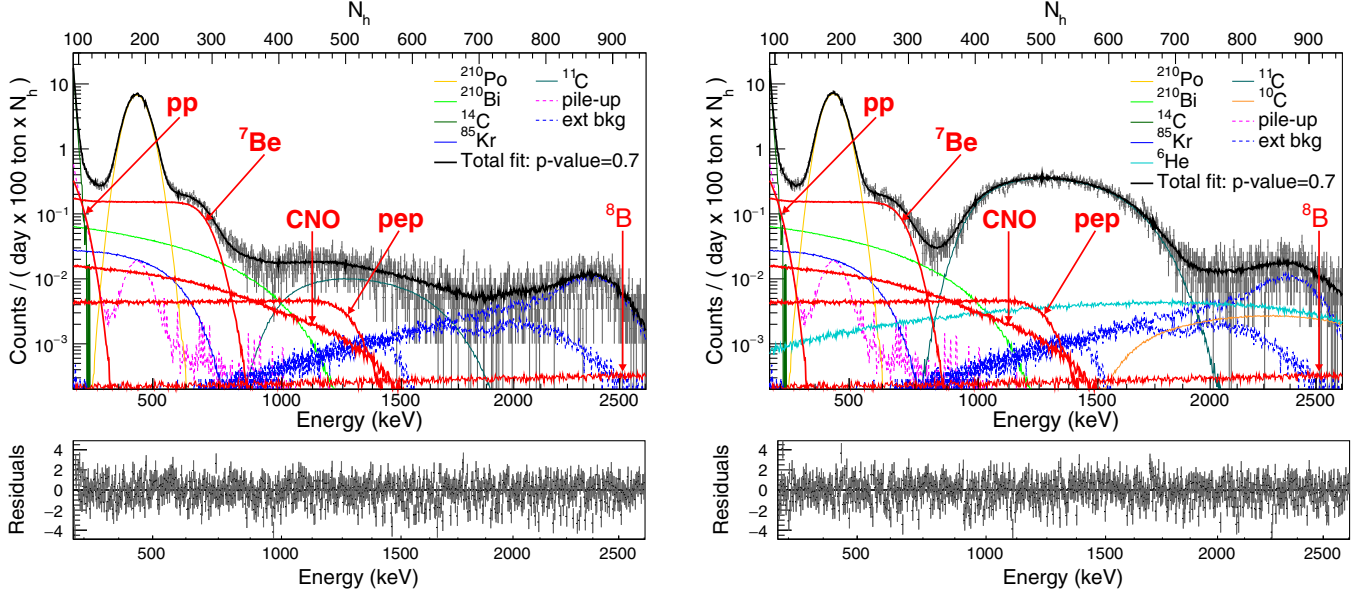 N_h
100 200 300 400 500 600 700 800 900
10
1
10⁻¹
10⁻²
10⁻³
Counts / ( day x 100 ton x N_h )
²¹⁰Po
²¹⁰Bi
¹⁴C
⁸⁵Kr
¹¹C
pile-up
ext bkg
Total fit: p-value=0.7
pp
⁷Be
CNO
pep
⁸B
500 1000 1500 2000 2500
Energy (keV)
4
2
0
−2
−4
Residuals
500 1000 1500 2000 2500
Energy (keV)
N_h
100 200 300 400 500 600 700 800 900
10
1
10⁻¹
10⁻²
10⁻³
Counts / ( day x 100 ton x N_h )
²¹⁰Po
²¹⁰Bi
¹⁴C
⁸⁵Kr
⁶He
¹¹C
¹⁰C
pile-up
ext bkg
Total fit: p-value=0.7
pp
⁷Be
CNO
pep
⁸B
500 1000 1500 2000 2500
Energy (keV)
4
2
0
−2
−4
Residuals
500 1000 1500 2000 2500
Energy (keV)